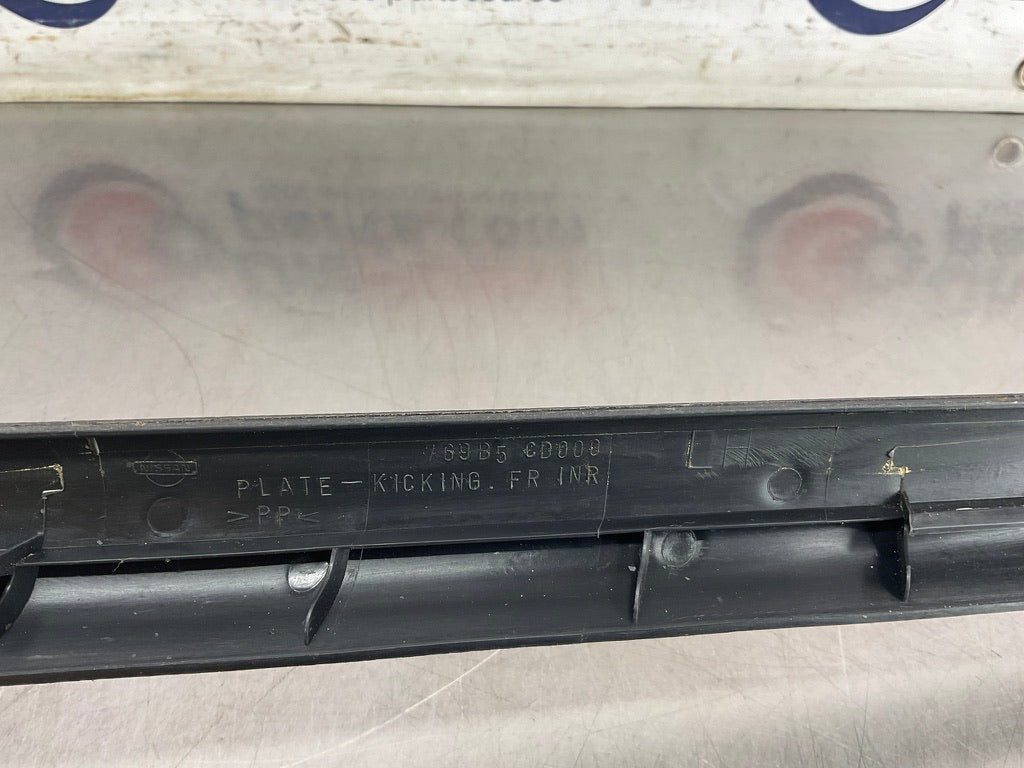 769B5 CD000
NISSAN
PLATE-KICKING. FR INR
>PP<